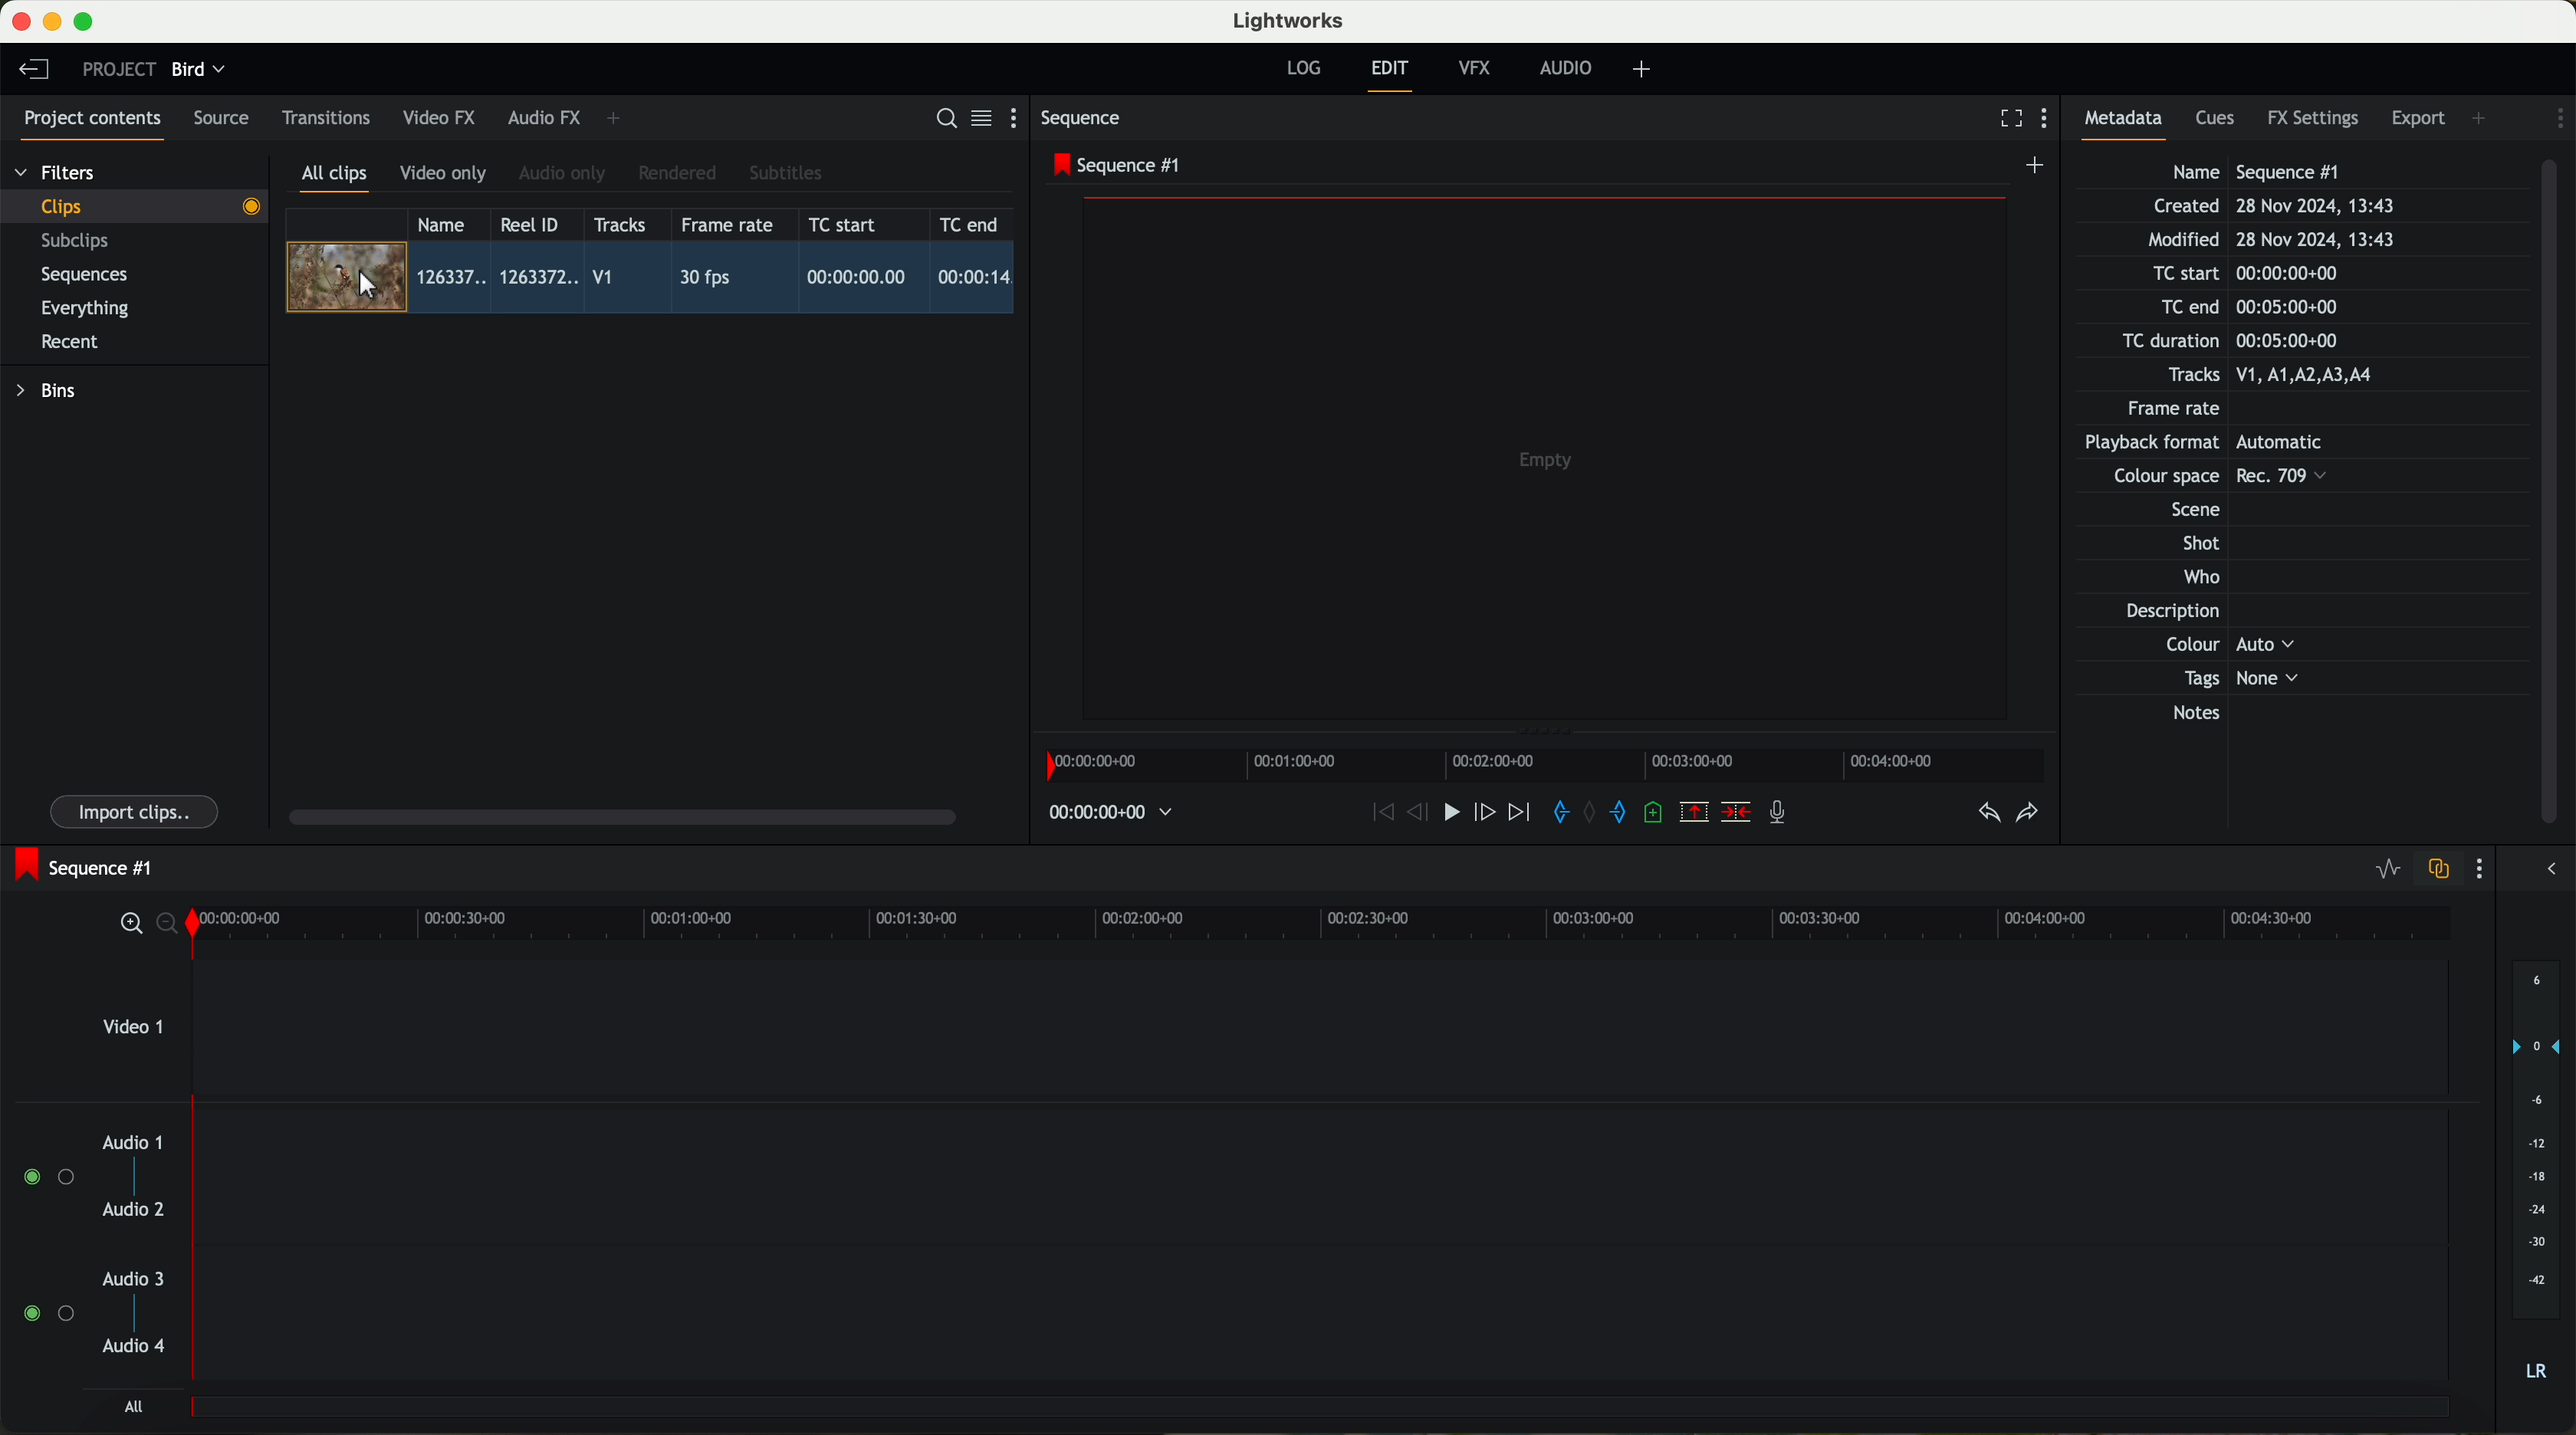 Lightworks
PROJECT Bird
LOG EDIT VFX AUDIO +
Project contents Source Transitions Video FX Audio FX +
Sequence
Metadata Cues FX Settings Export +
Filters
Clips
Subclips
Sequences
Everything
Recent
Bins
Import clips..
All clips Video only Audio only Rendered Subtitles
Name Reel ID Tracks Frame rate TC start TC end
126337.. 1263372.. V1 30 fps 00:00:00.00 00:00:14.
Sequence #1
Empty
00:00:00+00 00:01:00+00 00:02:00+00 00:03:00+00 00:04:00+00
00:00:00+00
Name Sequence #1
Created 28 Nov 2024, 13:43
Modified 28 Nov 2024, 13:43
TC start 00:00:00+00
TC end 00:05:00+00
TC duration 00:05:00+00
Tracks V1, A1,A2,A3,A4
Frame rate
Playback format Automatic
Colour space Rec. 709
Scene
Shot
Who
Description
Colour Auto
Tags None
Notes
Sequence #1
00:00:00+00 00:00:30+00 00:01:00+00 00:01:30+00 00:02:00+00 00:02:30+00 00:03:00+00 00:03:30+00 00:04:00+00 00:04:30+00
Video 1
Audio 1
Audio 2
Audio 3
Audio 4
All
6
0
-6
-12
-18
-24
-30
-42
LR